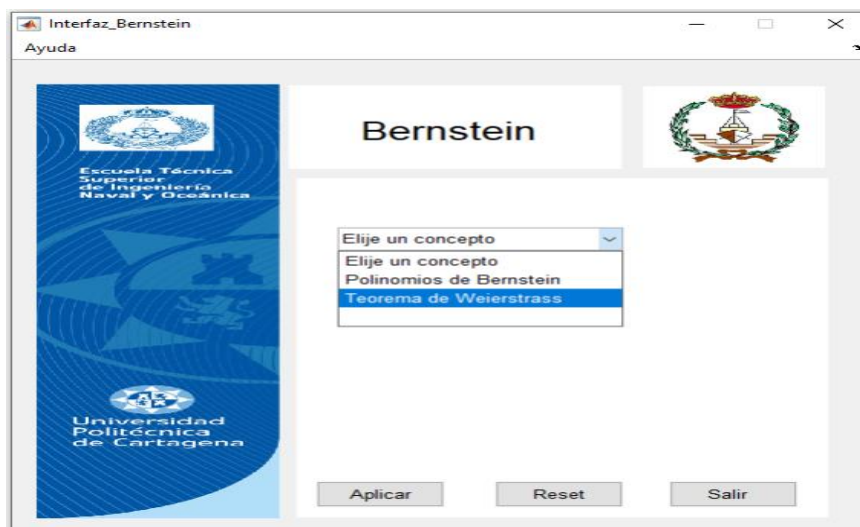 Interfaz_Bernstein
Ayuda
Escuela Técnica
Superior
de Ingeniería
Naval y Oceánica
Bernstein
Elije un concepto
Elije un concepto
Polinomios de Bernstein
Teorema de Weierstrass
Universidad
Politécnica
de Cartagena
Aplicar
Reset
Salir